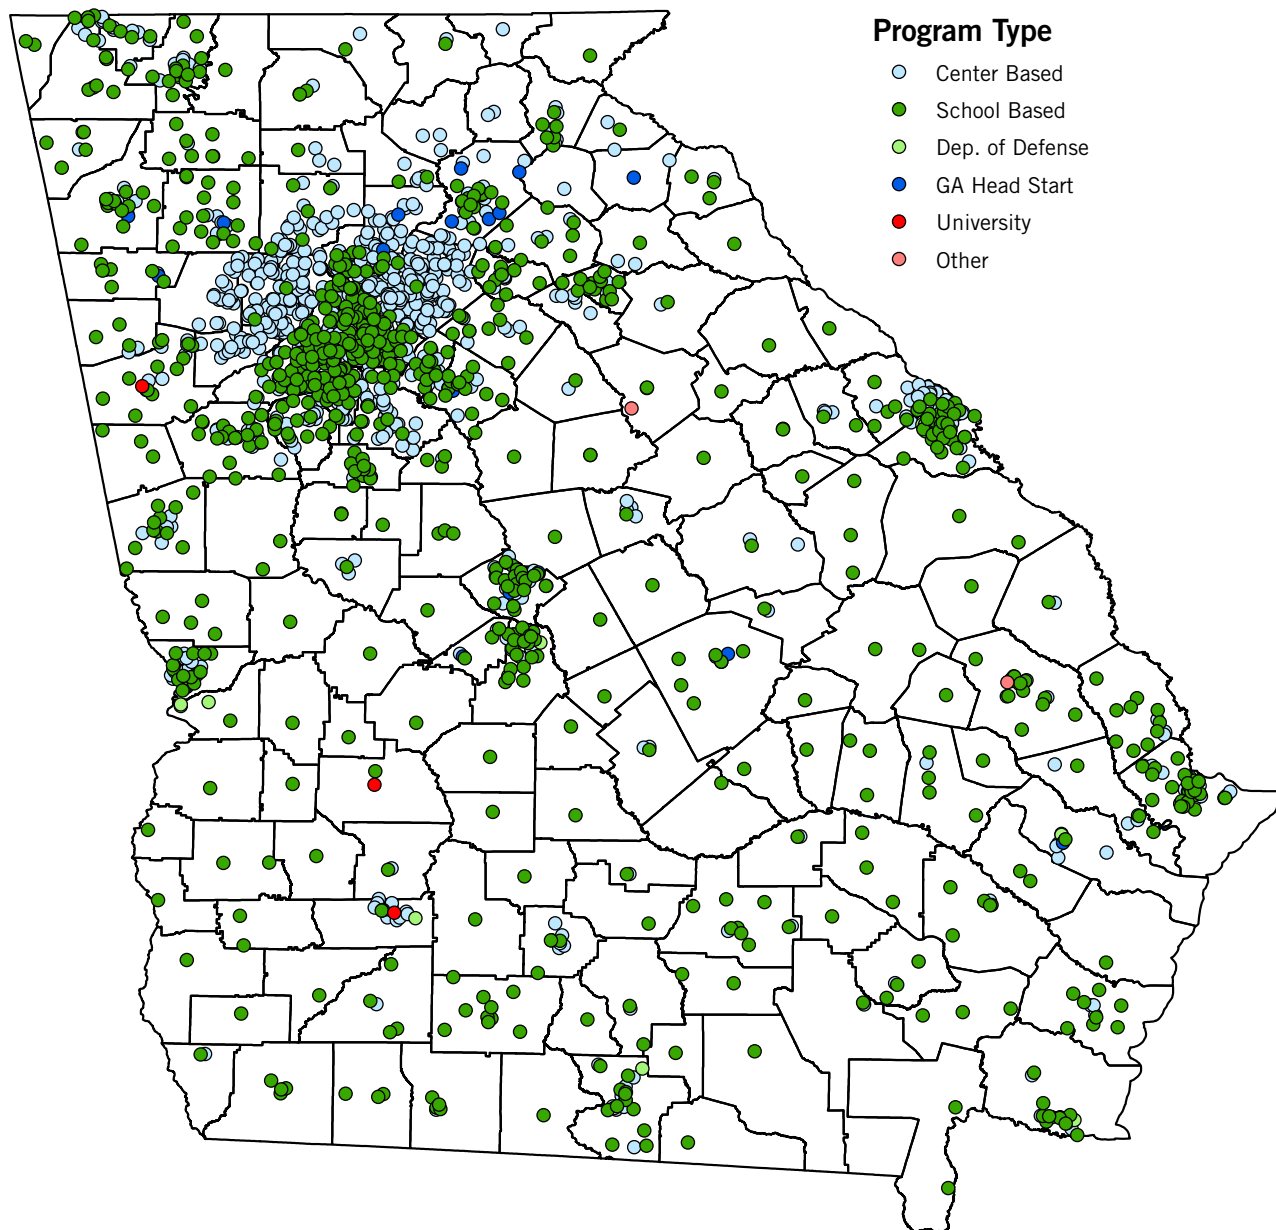 Program Type
Center Based
School Based
Dep. of Defense
GA Head Start
University
Other